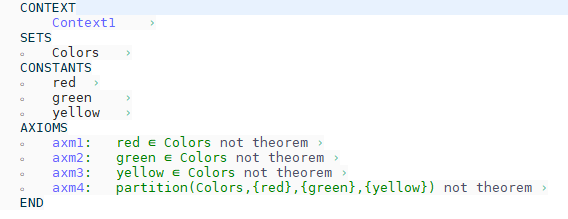 CONTEXT
Context1 ›
SETS
◦ Colors ›
CONSTANTS
◦ red ›
◦ green ›
◦ yellow ›
AXIOMS
◦ axm1: red ∈ Colors not theorem ›
◦ axm2: green ∈ Colors not theorem ›
◦ axm3: yellow ∈ Colors not theorem ›
◦ axm4: partition(Colors,{red},{green},{yellow}) not theorem ›
END